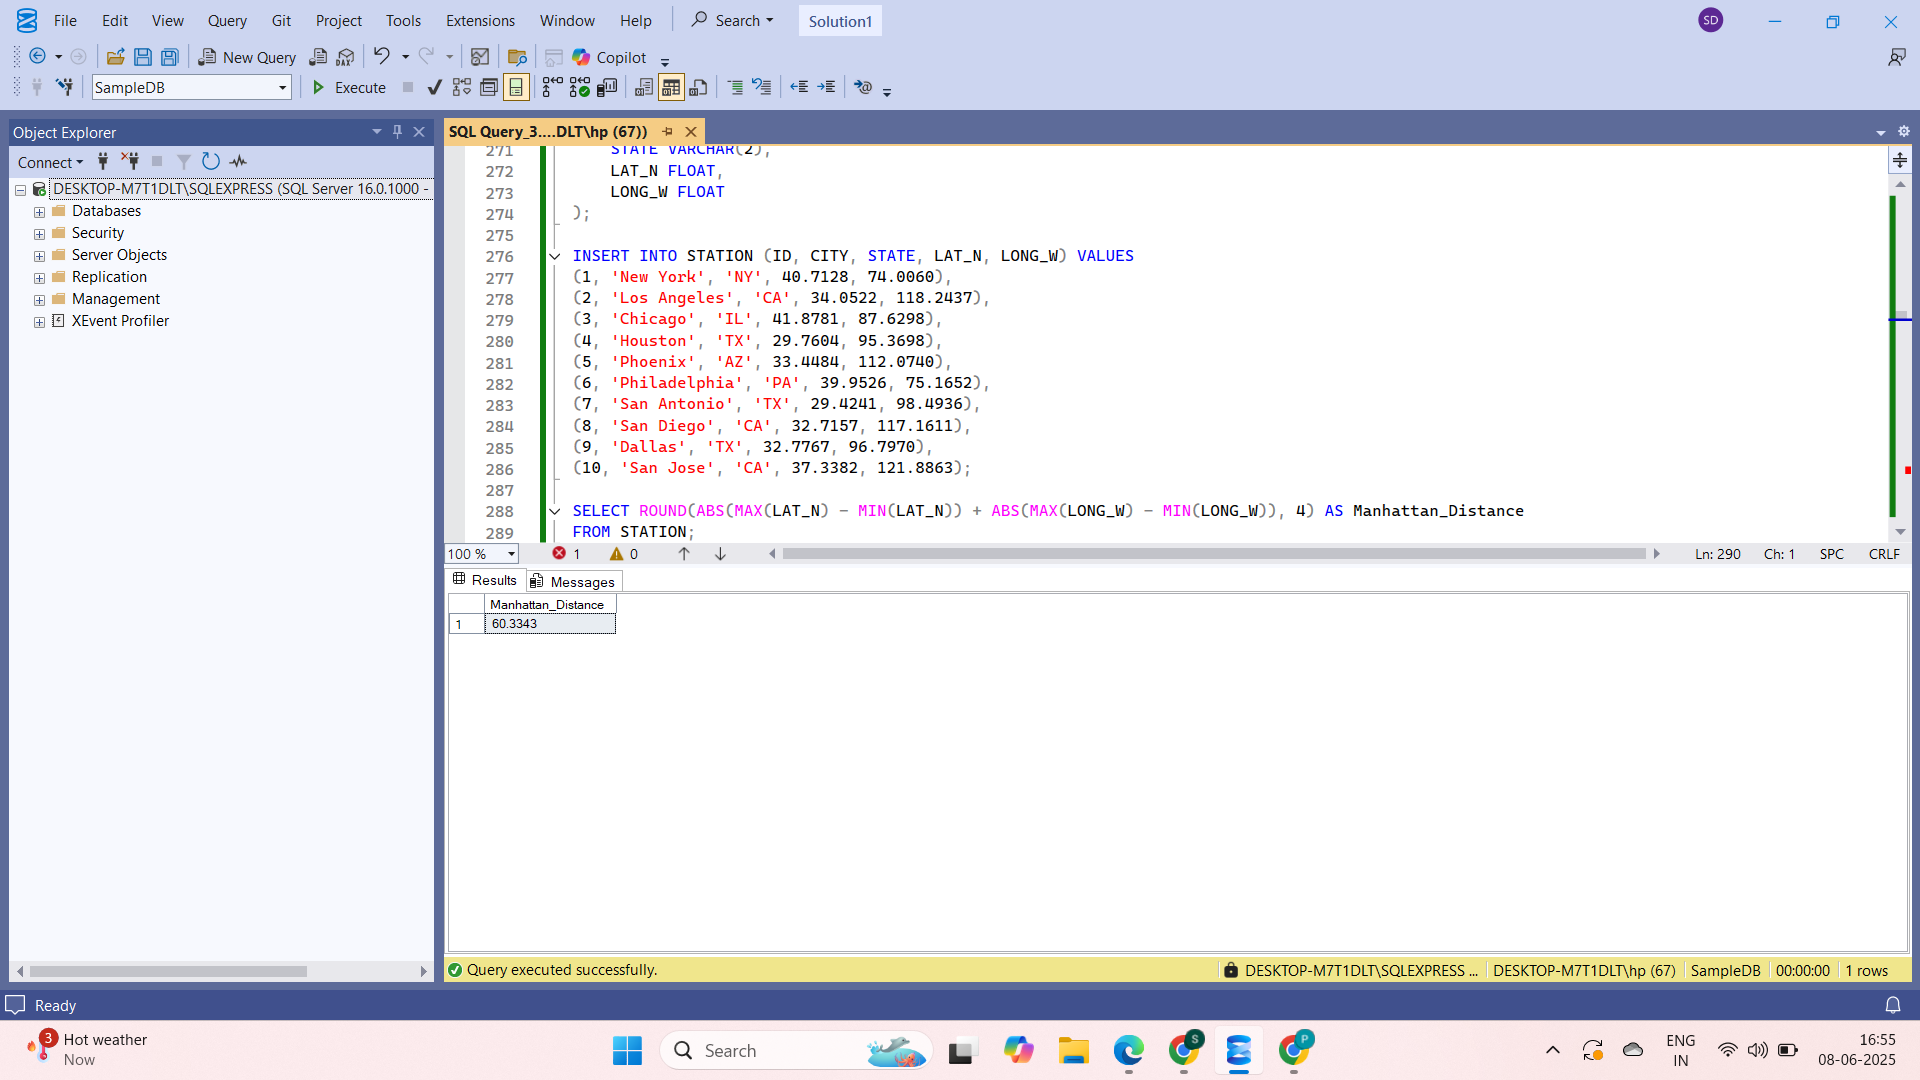 File Edit View Query Git Project Tools Extensions Window Help Search Solution1 SD
New Query DAX Copilot
SampleDB Execute
Object Explorer
Connect
DESKTOP-M7T1DLT\SQLEXPRESS (SQL Server 16.0.1000 -
Databases
Security
Server Objects
Replication
Management
XEvent Profiler
SQL Query_3....DLT\hp (67))
271 STATE VARCHAR(2),
272 LAT_N FLOAT,
273 LONG_W FLOAT
274 );
275
276 INSERT INTO STATION (ID, CITY, STATE, LAT_N, LONG_W) VALUES
277 (1, 'New York', 'NY', 40.7128, 74.0060),
278 (2, 'Los Angeles', 'CA', 34.0522, 118.2437),
279 (3, 'Chicago', 'IL', 41.8781, 87.6298),
280 (4, 'Houston', 'TX', 29.7604, 95.3698),
281 (5, 'Phoenix', 'AZ', 33.4484, 112.0740),
282 (6, 'Philadelphia', 'PA', 39.9526, 75.1652),
283 (7, 'San Antonio', 'TX', 29.4241, 98.4936),
284 (8, 'San Diego', 'CA', 32.7157, 117.1611),
285 (9, 'Dallas', 'TX', 32.7767, 96.7970),
286 (10, 'San Jose', 'CA', 37.3382, 121.8863);
287
288 SELECT ROUND(ABS(MAX(LAT_N) - MIN(LAT_N)) + ABS(MAX(LONG_W) - MIN(LONG_W)), 4) AS Manhattan_Distance
289 FROM STATION;
100 % 1 0 Ln: 290 Ch: 1 SPC CRLF
Results Messages
Manhattan_Distance
1 60.3343
Query executed successfully. DESKTOP-M7T1DLT\SQLEXPRESS ... DESKTOP-M7T1DLT\hp (67) SampleDB 00:00:00 1 rows
Ready
3 Hot weather
Now
Search
S
P
ENG
IN
16:55
08-06-2025